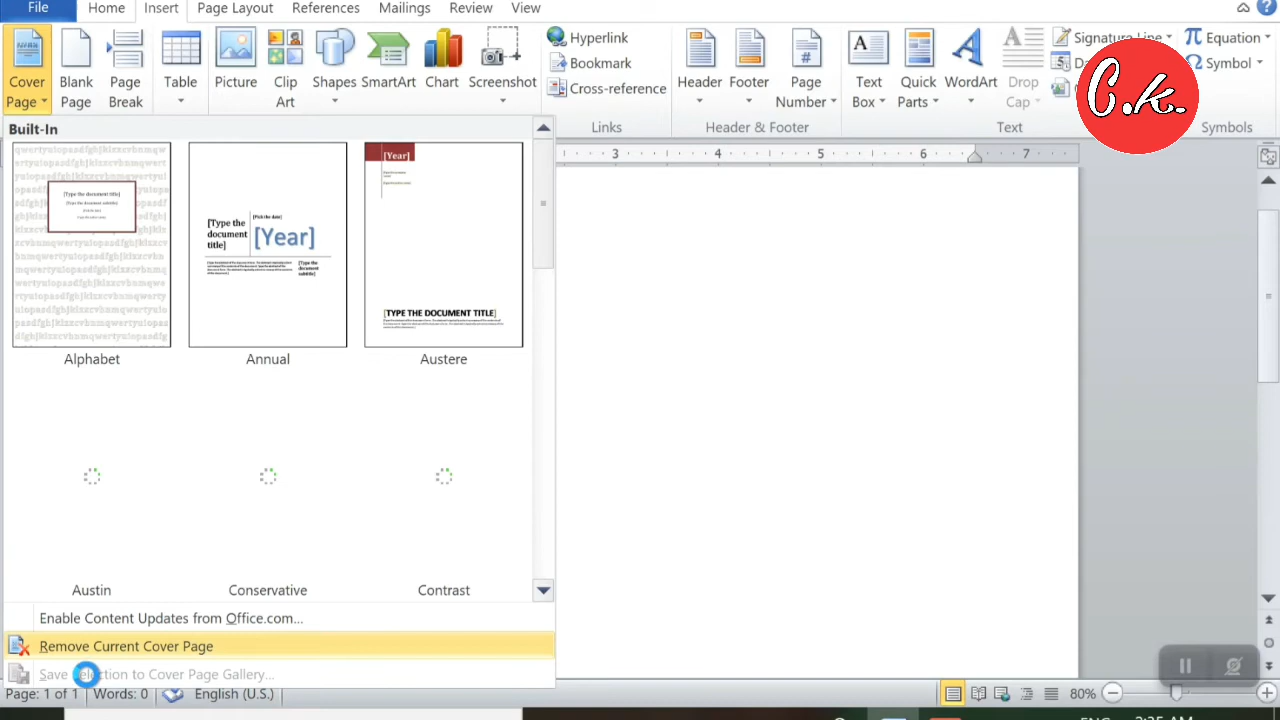 File Home Insert Page Layout References Mailings Review View
Cover Page
Blank Page
Page Break
Table
Picture
Clip Art
Shapes
SmartArt
Chart
Screenshot
Hyperlink
Bookmark
Cross-reference
Links
Header
Footer
Page Number
Header & Footer
Text Box
Quick Parts
WordArt
Drop Cap
Signature Line
Text
Equation
Symbol
Symbols
C.k.
Built-In
[Type the document title]
Alphabet
[Type the document title]
[Pick the date]
[Year]
[Type the document subtitle]
Annual
[Year]
[TYPE THE DOCUMENT TITLE]
Austere
Austin
Conservative
Contrast
3 4 5 6 7
Enable Content Updates from Office.com...
Remove Current Cover Page
Save Selection to Cover Page Gallery...
Page: 1 of 1 Words: 0 English (U.S.) 80%